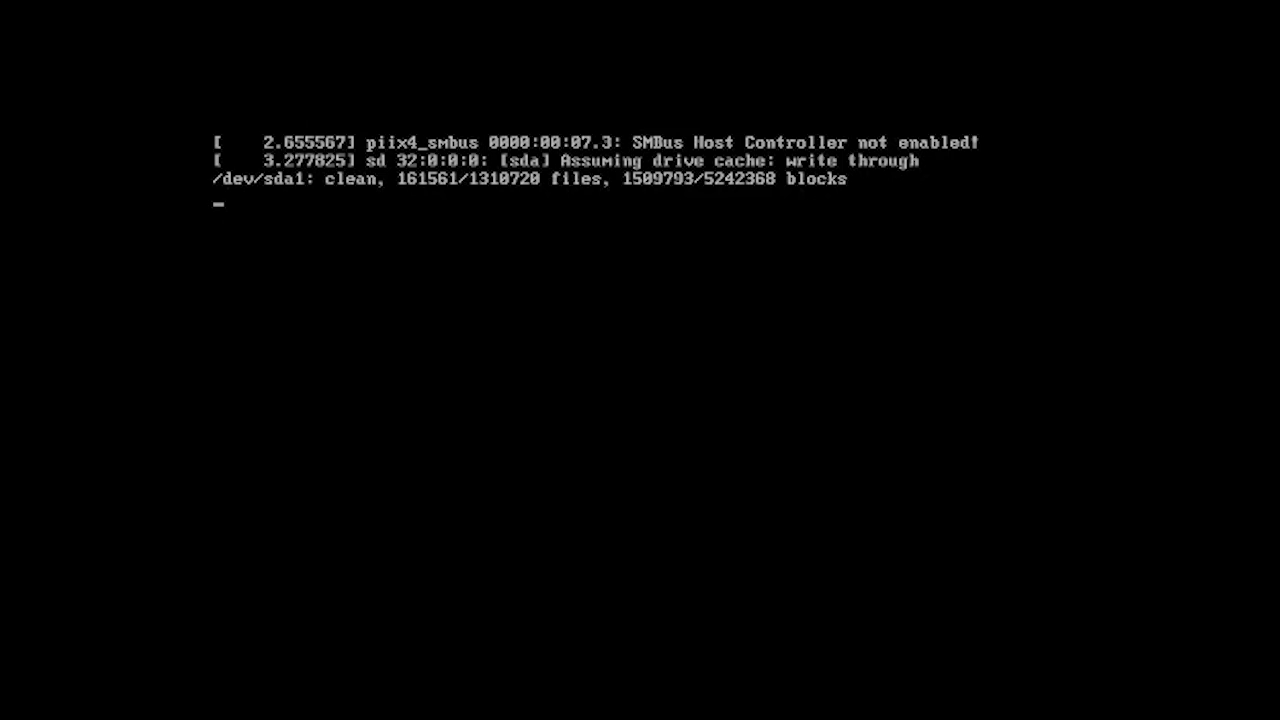 [    2.655567] piix4_smbus 0000:00:07.3: SMBus Host Controller not enabled!
[    3.277825] sd 32:0:0:0: [sda] Assuming drive cache: write through
/dev/sda1: clean, 161561/1310720 files, 1509793/5242368 blocks